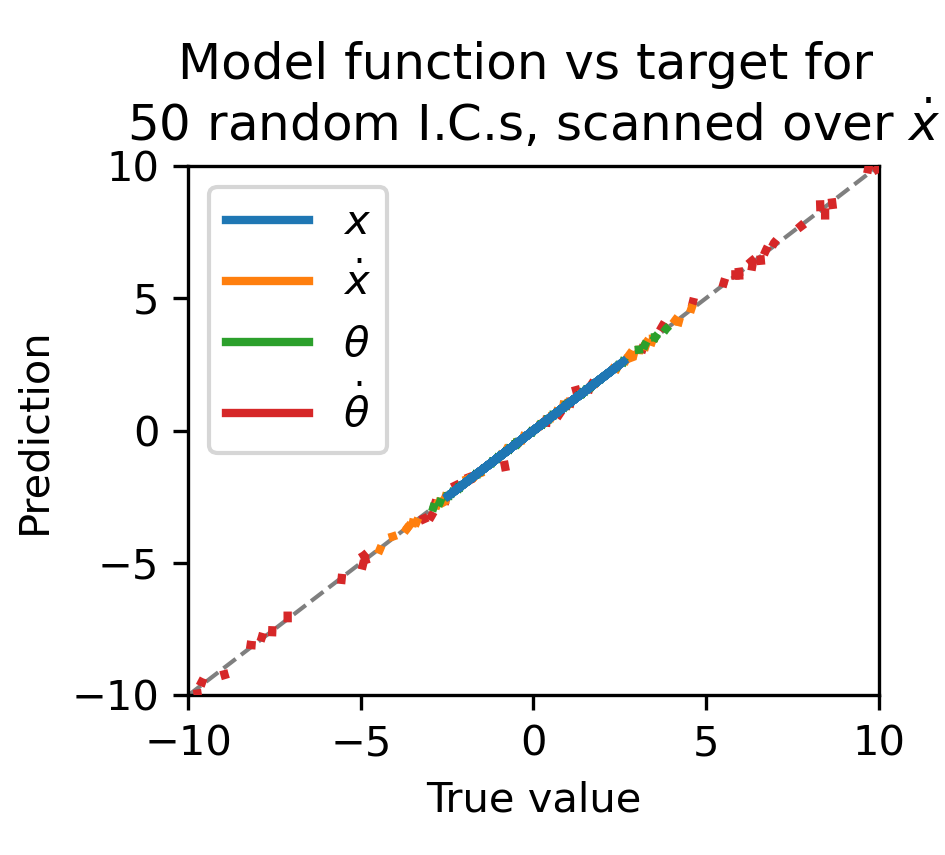 Model function vs target for
50 random I.C.s, scanned over ẋ
10
5
0
−5
−10
Prediction
x
ẋ
θ
θ̇
−10
−5
0
5
10
True value